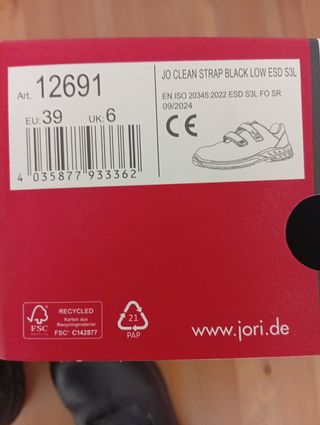 Art. 12691
EU: 39 UK: 6
4 035877 933362
JO CLEAN STRAP BLACK LOW ESD S3L
EN ISO 20345:2022 ESD S3L FO SR
09/2024
CE
FSC
RECYCLED
Karton aus
Recyclingmaterial
FSC® C142877
21
PAP
www.jori.de